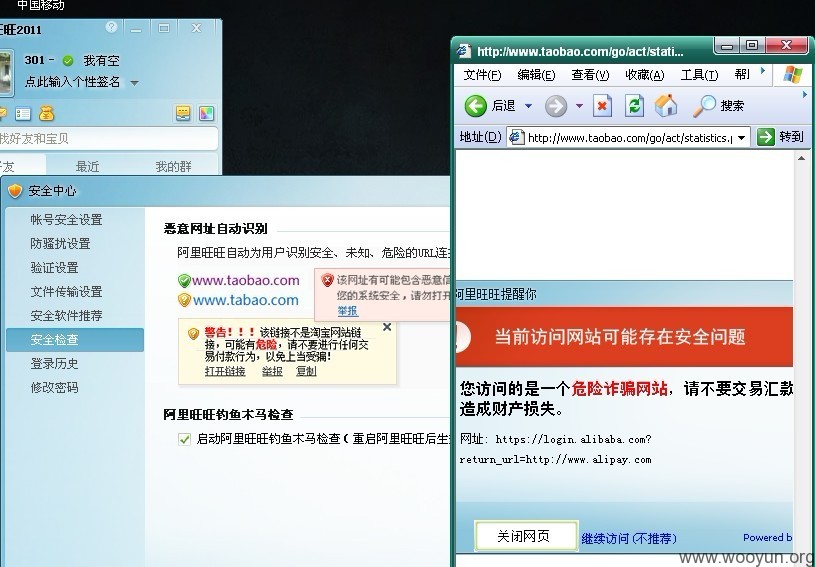 中国移动
旺旺2011
301 - 我有空
点此输入个性签名
找好友和宝贝
好友 最近 我的群
安全中心
帐号安全设置
防骚扰设置
验证设置
文件传输设置
安全软件推荐
安全检查
登录历史
修改密码
恶意网址自动识别
阿里旺旺自动为用户识别安全、未知、危险的URL连接
www.taobao.com
www.tabao.com
该网址有可能包含恶意信
您的系统安全，请勿打开
举报
警告！！！该链接不是淘宝网站链
接，可能有危险，请不要进行任何交
易付款行为，以免上当受骗！
打开链接 举报 复制
阿里旺旺钓鱼木马检查
启动阿里旺旺钓鱼木马检查（重启阿里旺旺后生
http://www.taobao.com/go/act/stati...
文件(F) 编辑(E) 查看(V) 收藏(A) 工具(T) 帮
后退 搜索
地址(D) http://www.taobao.com/go/act/statistics.p 转到
阿里旺旺提醒你
当前访问网站可能存在安全问题
您访问的是一个危险诈骗网站，请不要交易汇款
造成财产损失。
网址: https://login.alibaba.com?
return_url=http://www.alipay.com
关闭网页 继续访问(不推荐)
Powered b
www.wooyun.org